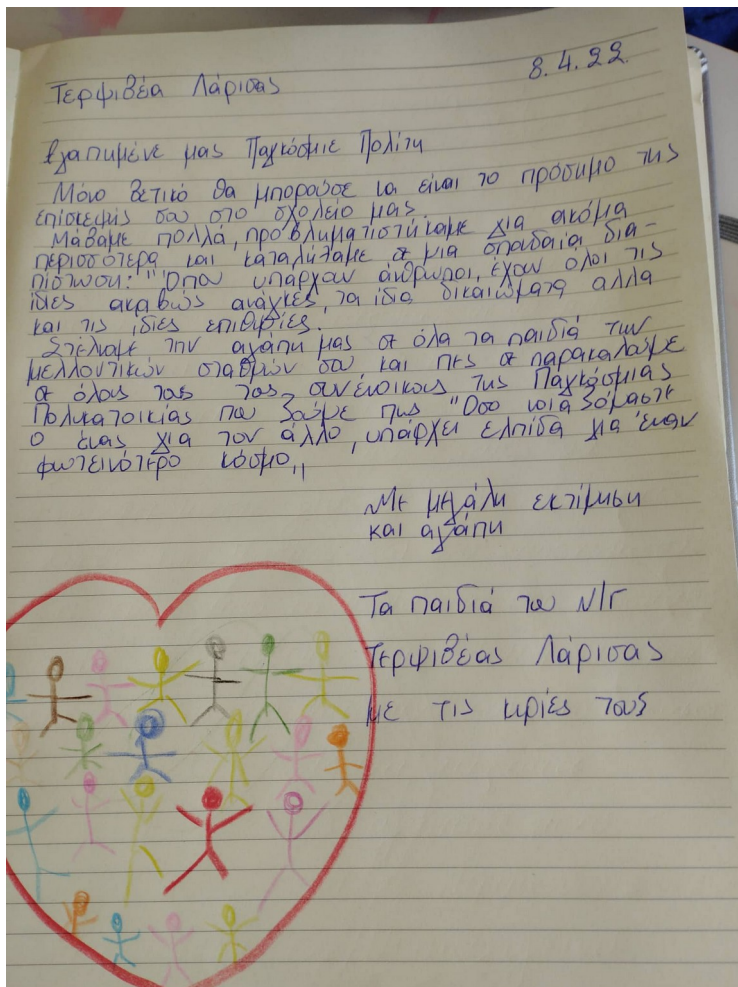 Τερψιθέα Λάρισας
8.4.22.
Αγαπημένε μας Παγκόσμιε Πολίτη
Μόνο θετικό θα μπορούσε να είναι το πρόσημο της
επίσκεψής σου στο σχολείο μας.
Μάθαμε πολλά, προβληματιστήκαμε για ακόμα
περισσότερα και καταλήξαμε σε μια σπουδαία δια-
πίστωση: "Όπου υπάρχουν άνθρωποι, έχουν όλοι τις
ίδιες ακριβώς ανάγκες, τα ίδια δικαιώματα αλλά
και τις ίδιες επιθυμίες.
Στέλνουμε την αγάπη μας σε όλα τα παιδιά των
μελλοντικών σταθμών σου και πες σε παρακαλούμε
σε όλους τους τους συνένοικους της Παγκόσμιας
Πολυκατοικίας που ζούμε πως "Όσο νοιαζόμαστε
ο ένας για τον άλλο, υπάρχει ελπίδα για έναν
φωτεινότερο κόσμο,,
Με μεγάλη εκτίμηση
και αγάπη
Τα παιδιά του Ν/Γ
Τερψιθέας Λάρισας
με τις κυρίες τους